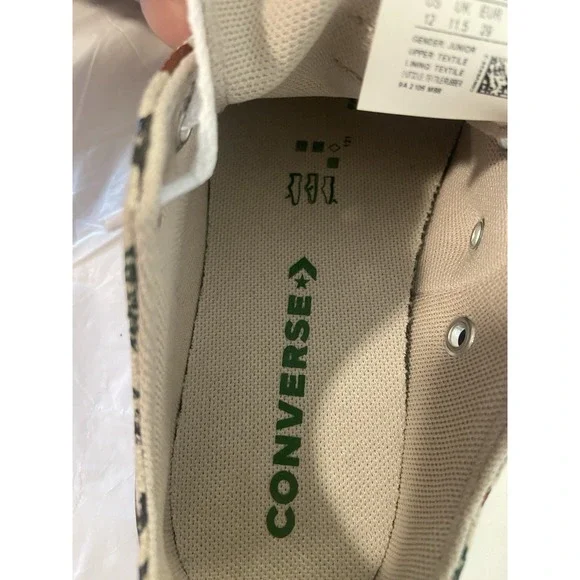 US UK EUR
12 11.5 29
GENDER: JUNIOR
UPPER: TEXTILE
LINING: TEXTILE
CONVERSE